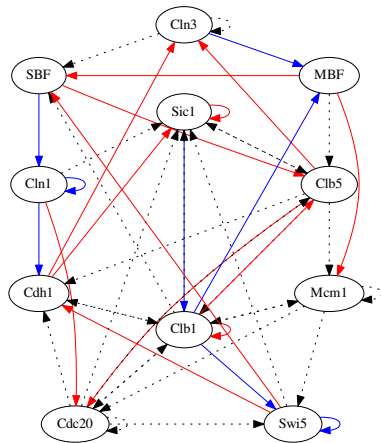 Cln3
SBF
MBF
Sic1
Cln1
Clb5
Cdh1
Mcm1
Clb1
Cdc20
Swi5